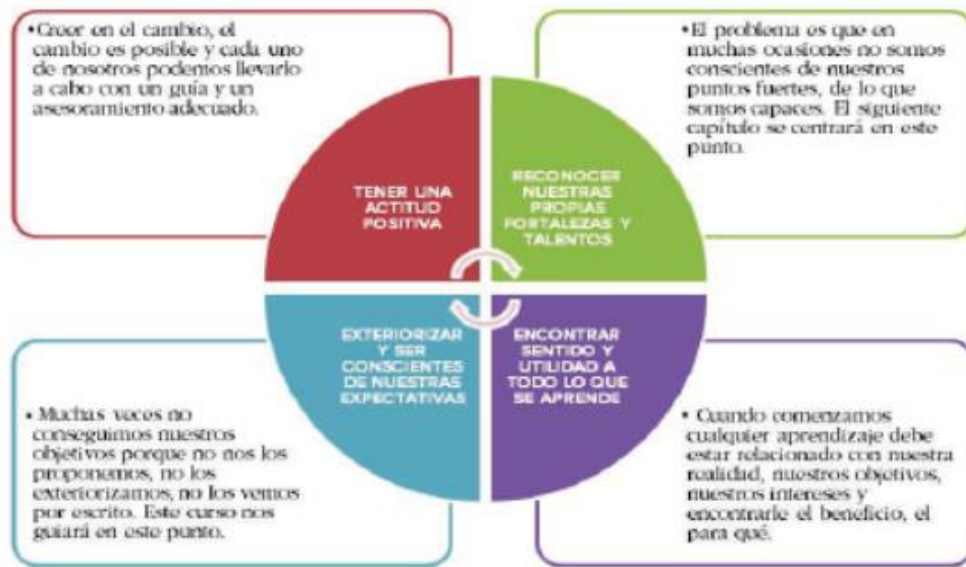 •Creer en el cambio, el
cambio es posible y cada uno
de nosotros podemos llevarlo
a cabo con un guía y un
asesoramiento adecuado.
•El problema es que en
muchas ocasiones no somos
conscientes de nuestros
puntos fuertes, de lo que
somos capaces. El siguiente
capítulo se centrará en este
punto.
TENER UNA
ACTITUD
POSITIVA
RECONOCER
NUESTRAS
PROPIAS
FORTALEZAS Y
TALENTOS
EXTERIORIZAR
Y SER
CONSCIENTES
DE NUESTRAS
EXPECTATIVAS
ENCONTRAR
SENTIDO Y
UTILIDAD A
TODO LO QUE
SE APRENDE
• Muchas veces no
conseguimos nuestros
objetivos porque no nos los
proponemos, no los
exteriorizamos, no los vemos
por escrito. Este curso nos
guiará en este punto.
• Cuando comenzamos
cualquier aprendizaje debe
estar relacionado con nuestra
realidad, nuestros objetivos,
nuestros intereses y
encontrarle el beneficio, el
para qué.